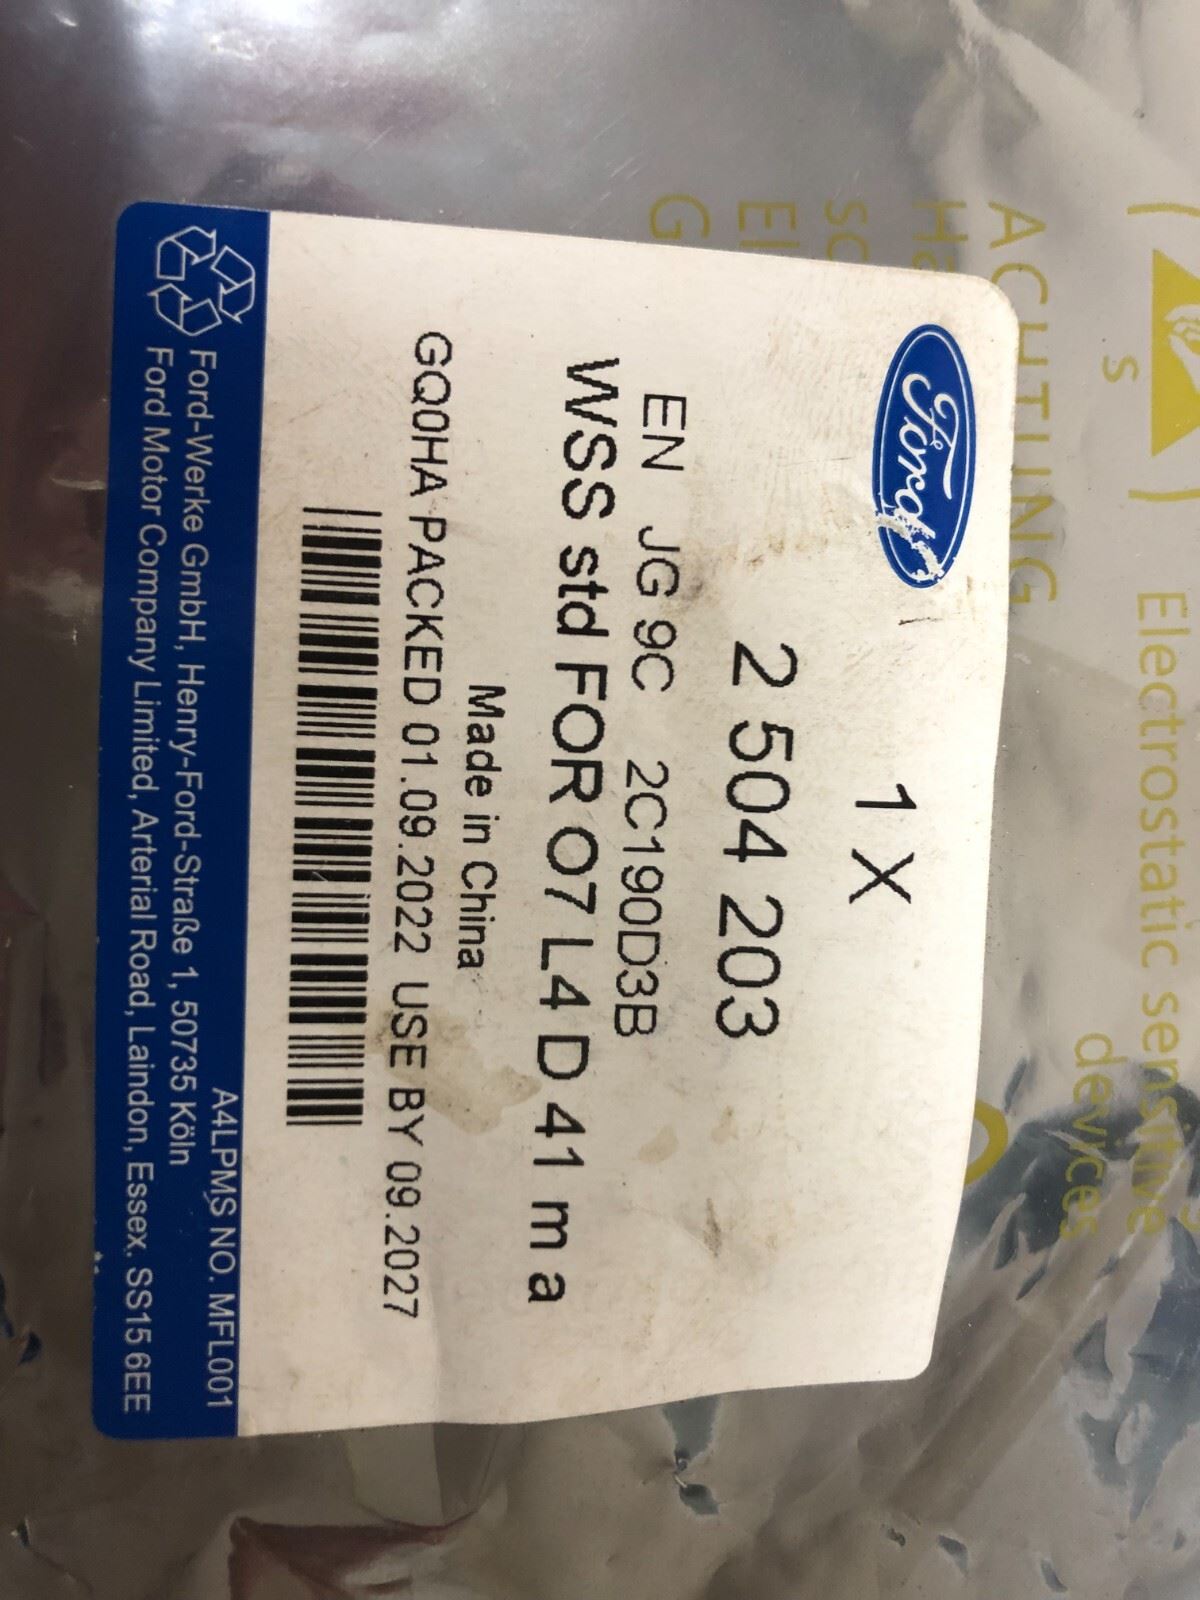 Electrostatic sensitive
devices
s
ACHTUNG
Ford
1 X
2 504 203
EN JG 9C 2C190D3B
WSS std FOR O7 L4 D 41 m a
Made in China
GQ0HA PACKED 01.09.2022 USE BY 09.2027
A4LPMS NO. MFL001
Ford-Werke GmbH, Henry-Ford-Straße 1, 50735 Köln
Ford Motor Company Limited, Arterial Road, Laindon, Essex. SS15 6EE